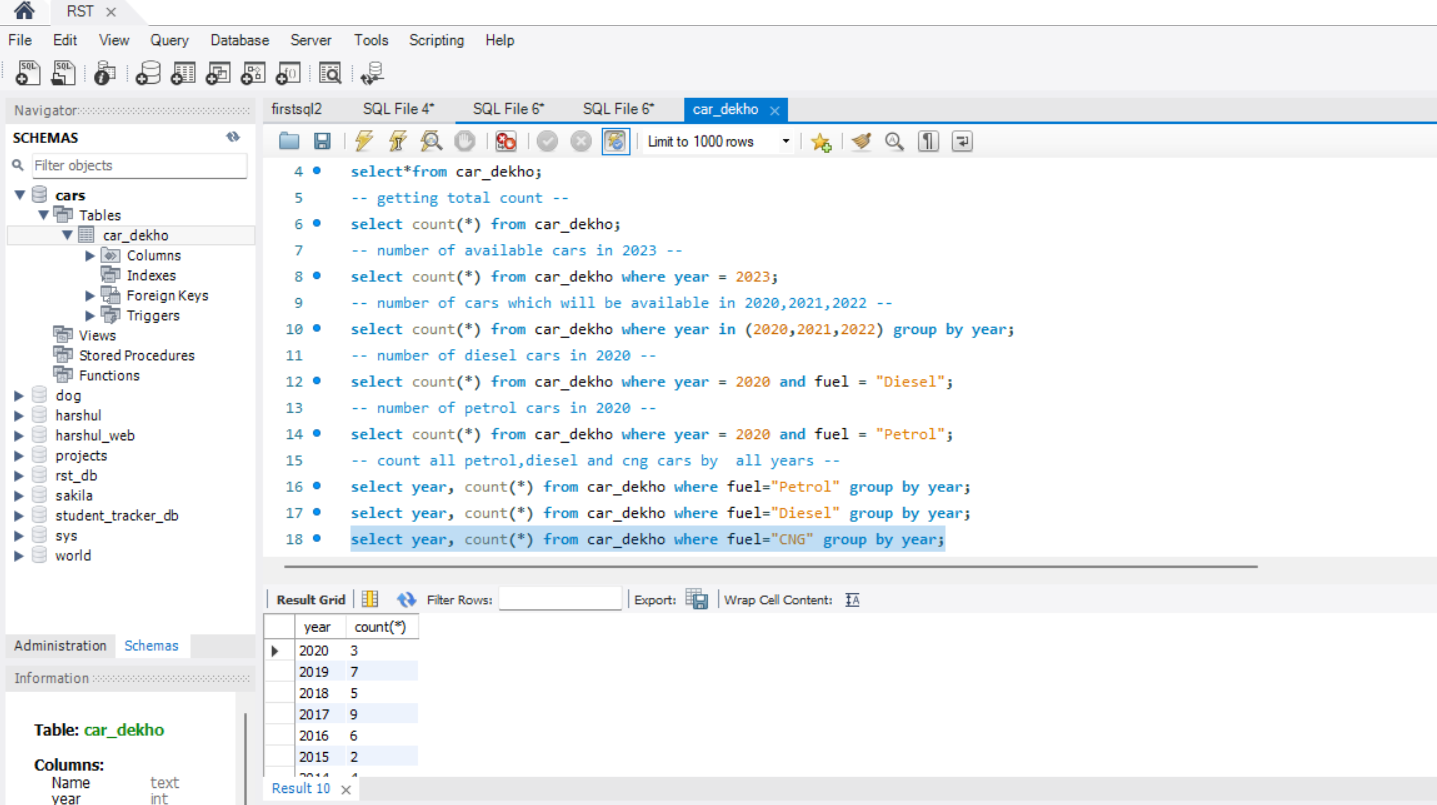 RST
File Edit View Query Database Server Tools Scripting Help
SQL SQL
Navigator
SCHEMAS
Filter objects
cars
Tables
car_dekho
Columns
Indexes
Foreign Keys
Triggers
Views
Stored Procedures
Functions
dog
harshul
harshul_web
projects
rst_db
sakila
student_tracker_db
sys
world
Administration Schemas
Information
Table: car_dekho
Columns:
Name text
year int
firstsql2 SQL File 4* SQL File 6* SQL File 6* car_dekho
Limit to 1000 rows
4 select*from car_dekho;
5 -- getting total count --
6 select count(*) from car_dekho;
7 -- number of available cars in 2023 --
8 select count(*) from car_dekho where year = 2023;
9 -- number of cars which will be available in 2020,2021,2022 --
10 select count(*) from car_dekho where year in (2020,2021,2022) group by year;
11 -- number of diesel cars in 2020 --
12 select count(*) from car_dekho where year = 2020 and fuel = "Diesel";
13 -- number of petrol cars in 2020 --
14 select count(*) from car_dekho where year = 2020 and fuel = "Petrol";
15 -- count all petrol,diesel and cng cars by  all years --
16 select year, count(*) from car_dekho where fuel="Petrol" group by year;
17 select year, count(*) from car_dekho where fuel="Diesel" group by year;
18 select year, count(*) from car_dekho where fuel="CNG" group by year;
Result Grid Filter Rows: Export: Wrap Cell Content: IA
year count(*)
2020 3
2019 7
2018 5
2017 9
2016 6
2015 2
Result 10